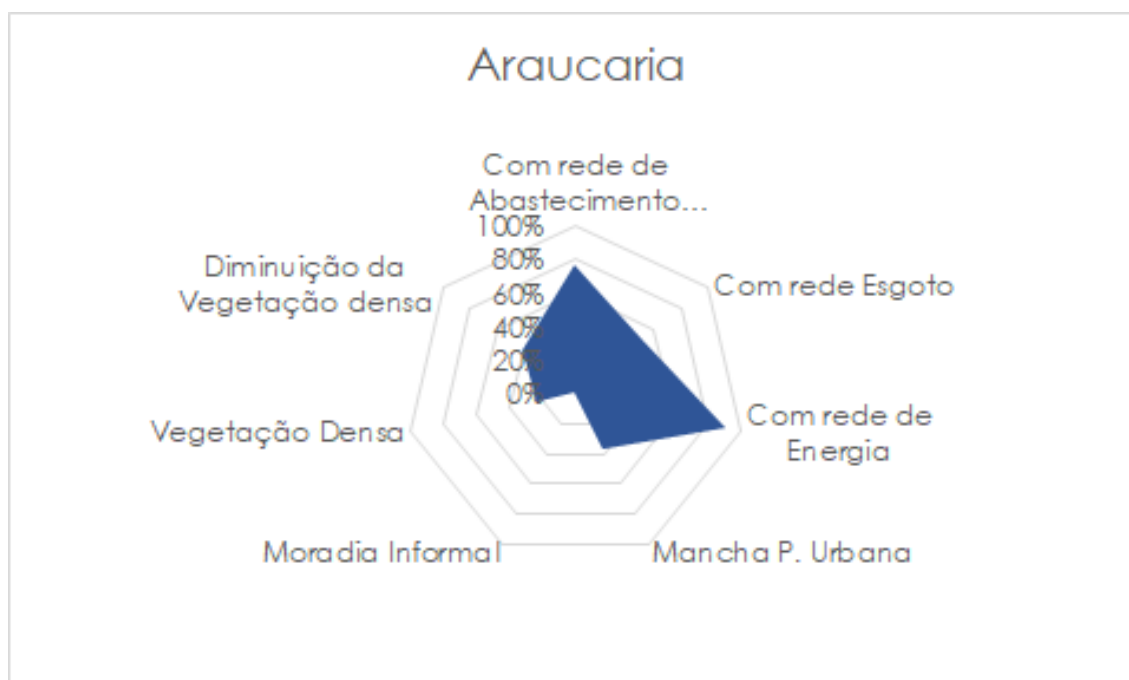 Araucaria
Com rede de
Abastecimento...
100%
80%
60%
40%
20%
0%
Com rede Esgoto
Com rede de
Energia
Mancha P. Urbana
Moradia Informal
Vegetação Densa
Diminuição da
Vegetação densa